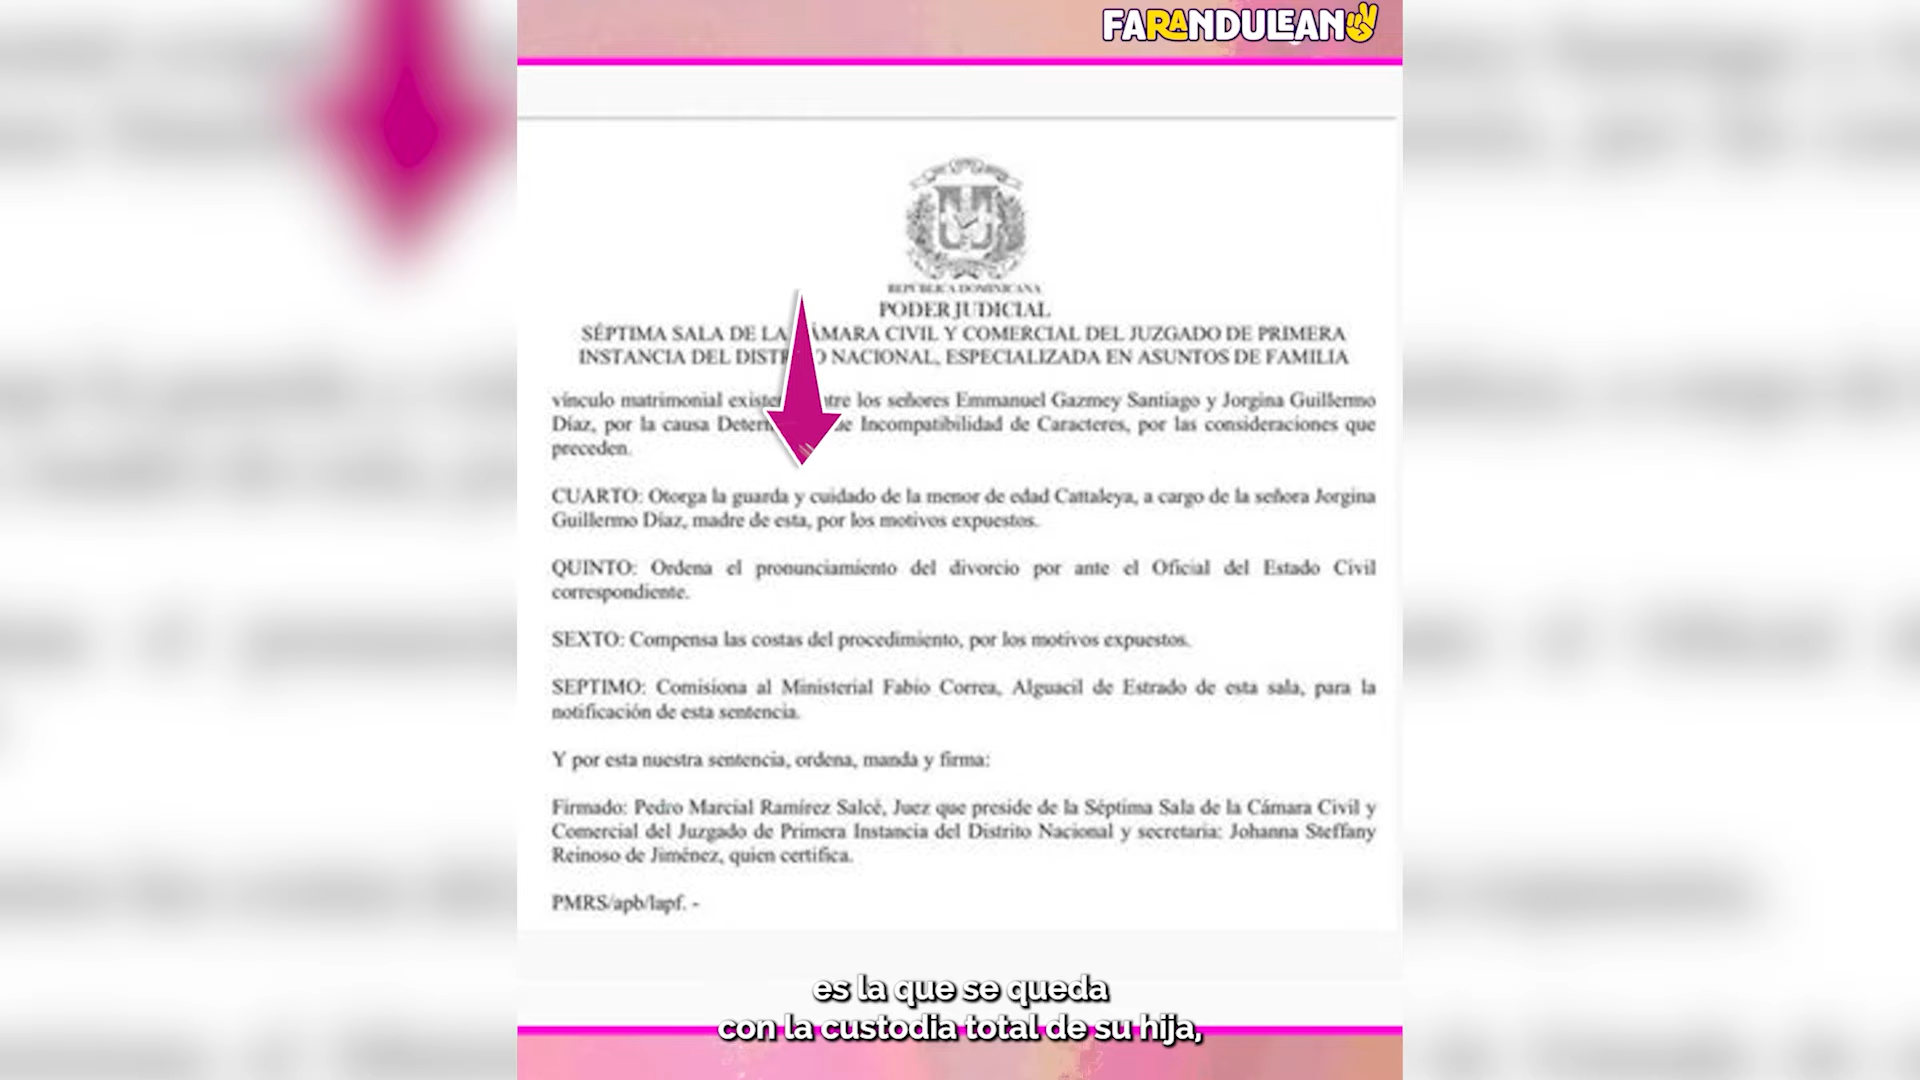 FARANDULEANO
REPÚBLICA DOMINICANA
PODER JUDICIAL
SÉPTIMA SALA DE LA CÁMARA CIVIL Y COMERCIAL DEL JUZGADO DE PRIMERA
INSTANCIA DEL DISTRITO NACIONAL, ESPECIALIZADA EN ASUNTOS DE FAMILIA
vínculo matrimonial existe entre los señores Emmanuel Gazmey Santiago y Jorgina Guillermo
Díaz, por la causa Determ de Incompatibilidad de Caracteres, por las consideraciones que
preceden.
CUARTO: Otorga la guarda y cuidado de la menor de edad Cattaleya, a cargo de la señora Jorgina
Guillermo Díaz, madre de esta, por los motivos expuestos.
QUINTO: Ordena el pronunciamiento del divorcio por ante el Oficial del Estado Civil
correspondiente.
SEXTO: Compensa las costas del procedimiento, por los motivos expuestos.
SEPTIMO: Comisiona al Ministerial Fabio Correa, Alguacil de Estrado de esta sala, para la
notificación de esta sentencia.
Y por esta nuestra sentencia, ordena, manda y firma:
Firmado: Pedro Marcial Ramírez Salcé, Juez que preside de la Séptima Sala de la Cámara Civil y
Comercial del Juzgado de Primera Instancia del Distrito Nacional y secretaria: Johanna Steffany
Reinoso de Jiménez, quien certifica.
PMRS/apb/lapf. -
es la que se queda
con la custodia total de su hija,